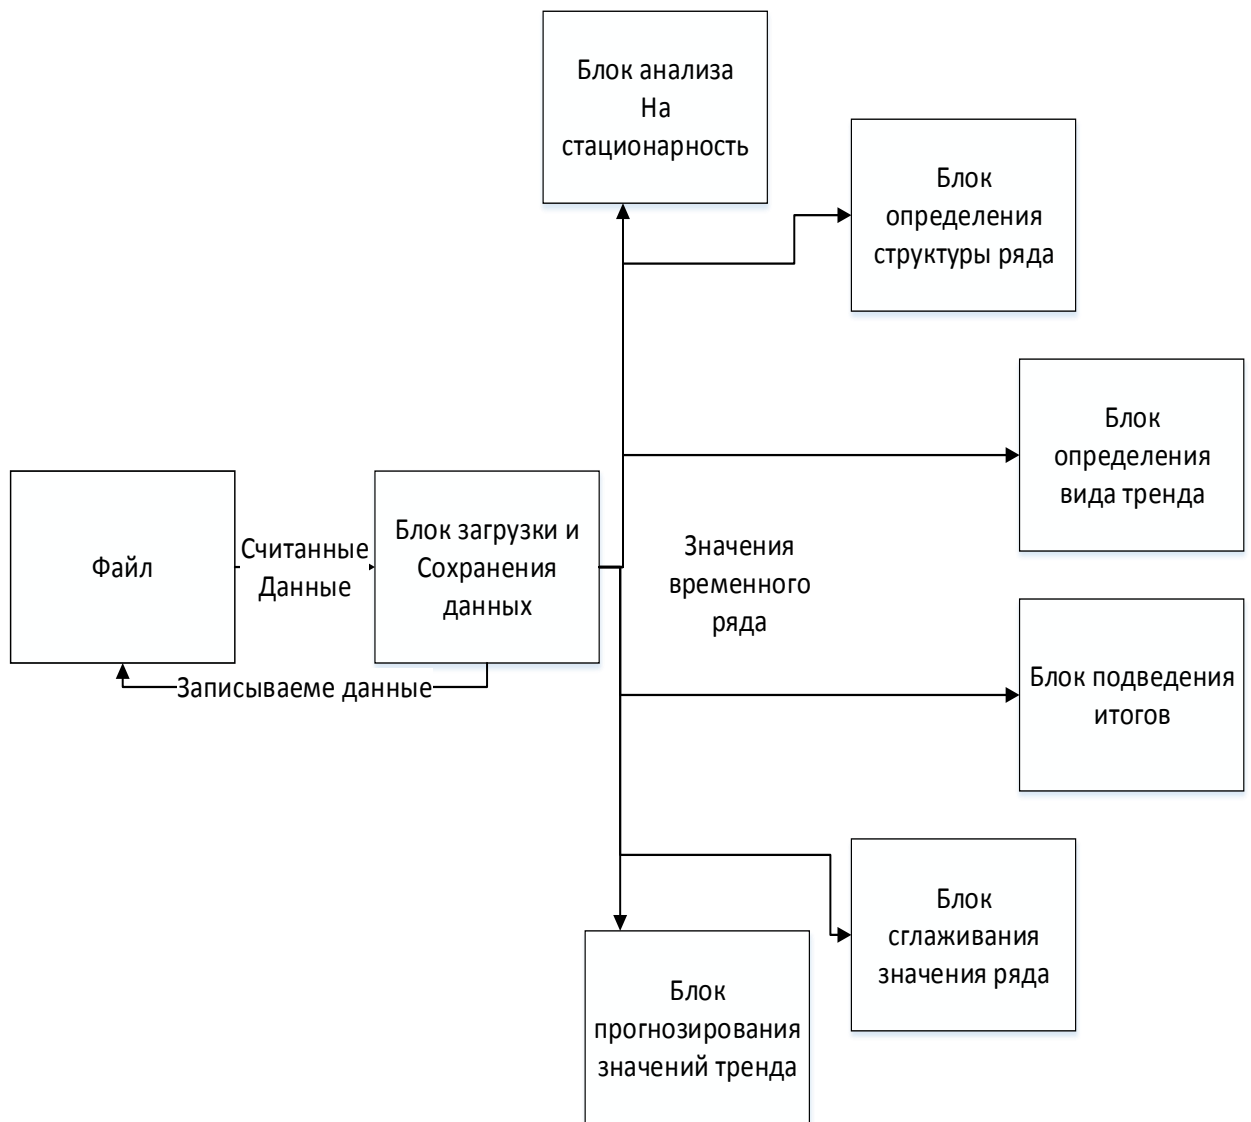 Блок анализа
На
стационарность
Блок
определения
структуры ряда
Блок
определения
вида тренда
Файл
Считанные
Данные
Блок загрузки и
Сохранения
данных
Значения
временного
ряда
Записываеме данные
Блок подведения
итогов
Блок
сглаживания
значения ряда
Блок
прогнозирования
значений тренда